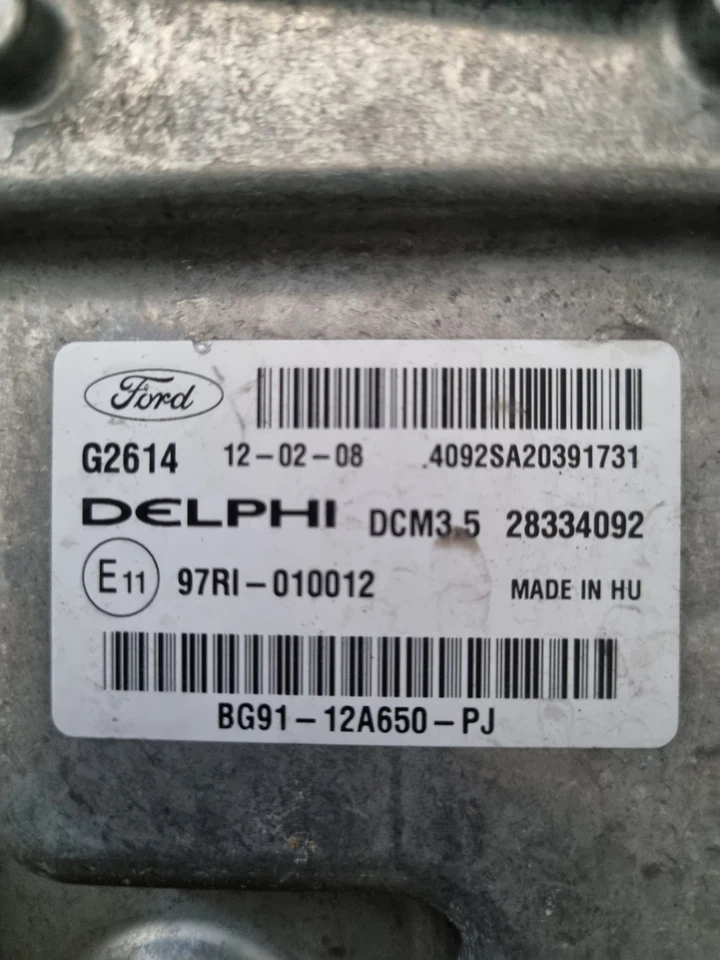 Ford
G2614 12-02-08 .4092SA20391731
DELPHI DCM3.5 28334092
E11 97RI-010012 MADE IN HU
BG91-12A650-PJ